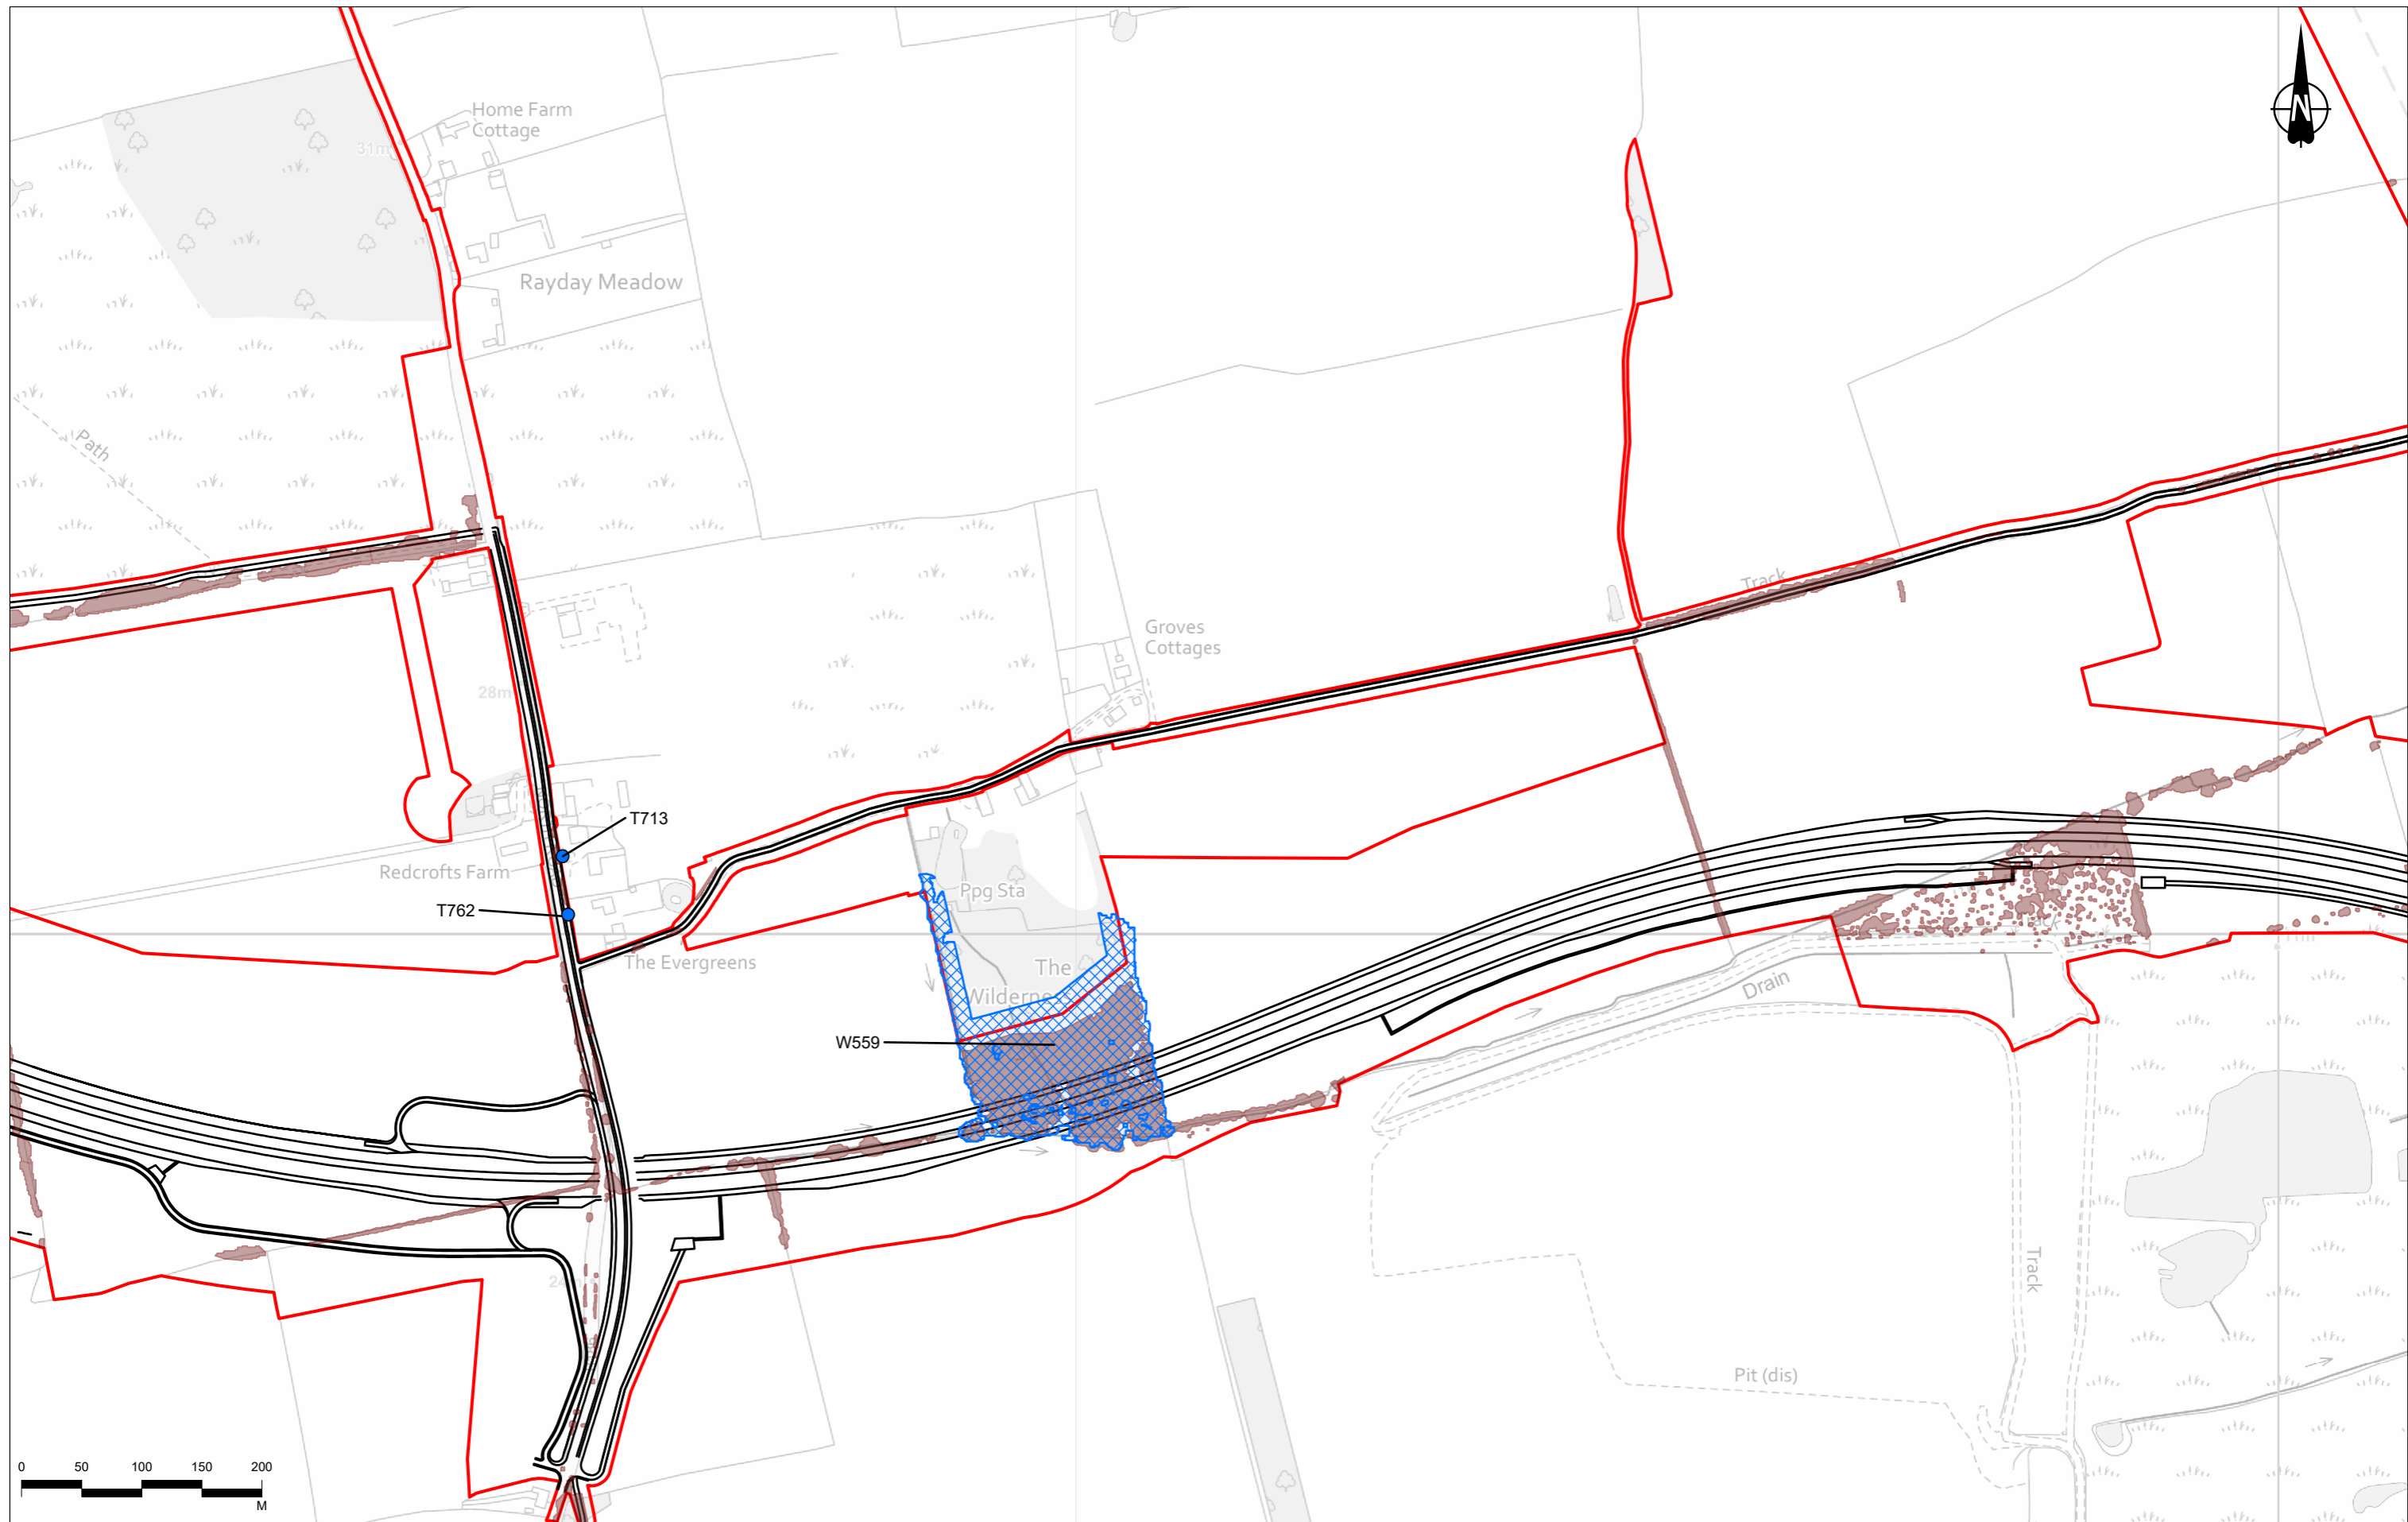 Home Farm
Cottage
31m
N
Rayday Meadow
Path
Track
Groves
Cottages
28m
T713
Redcrofts Farm
Ppg Sta
T762
The Evergreens
The
Wilderne
Drain
W559
Track
Pit (dis)
0 50 100 150 200
M